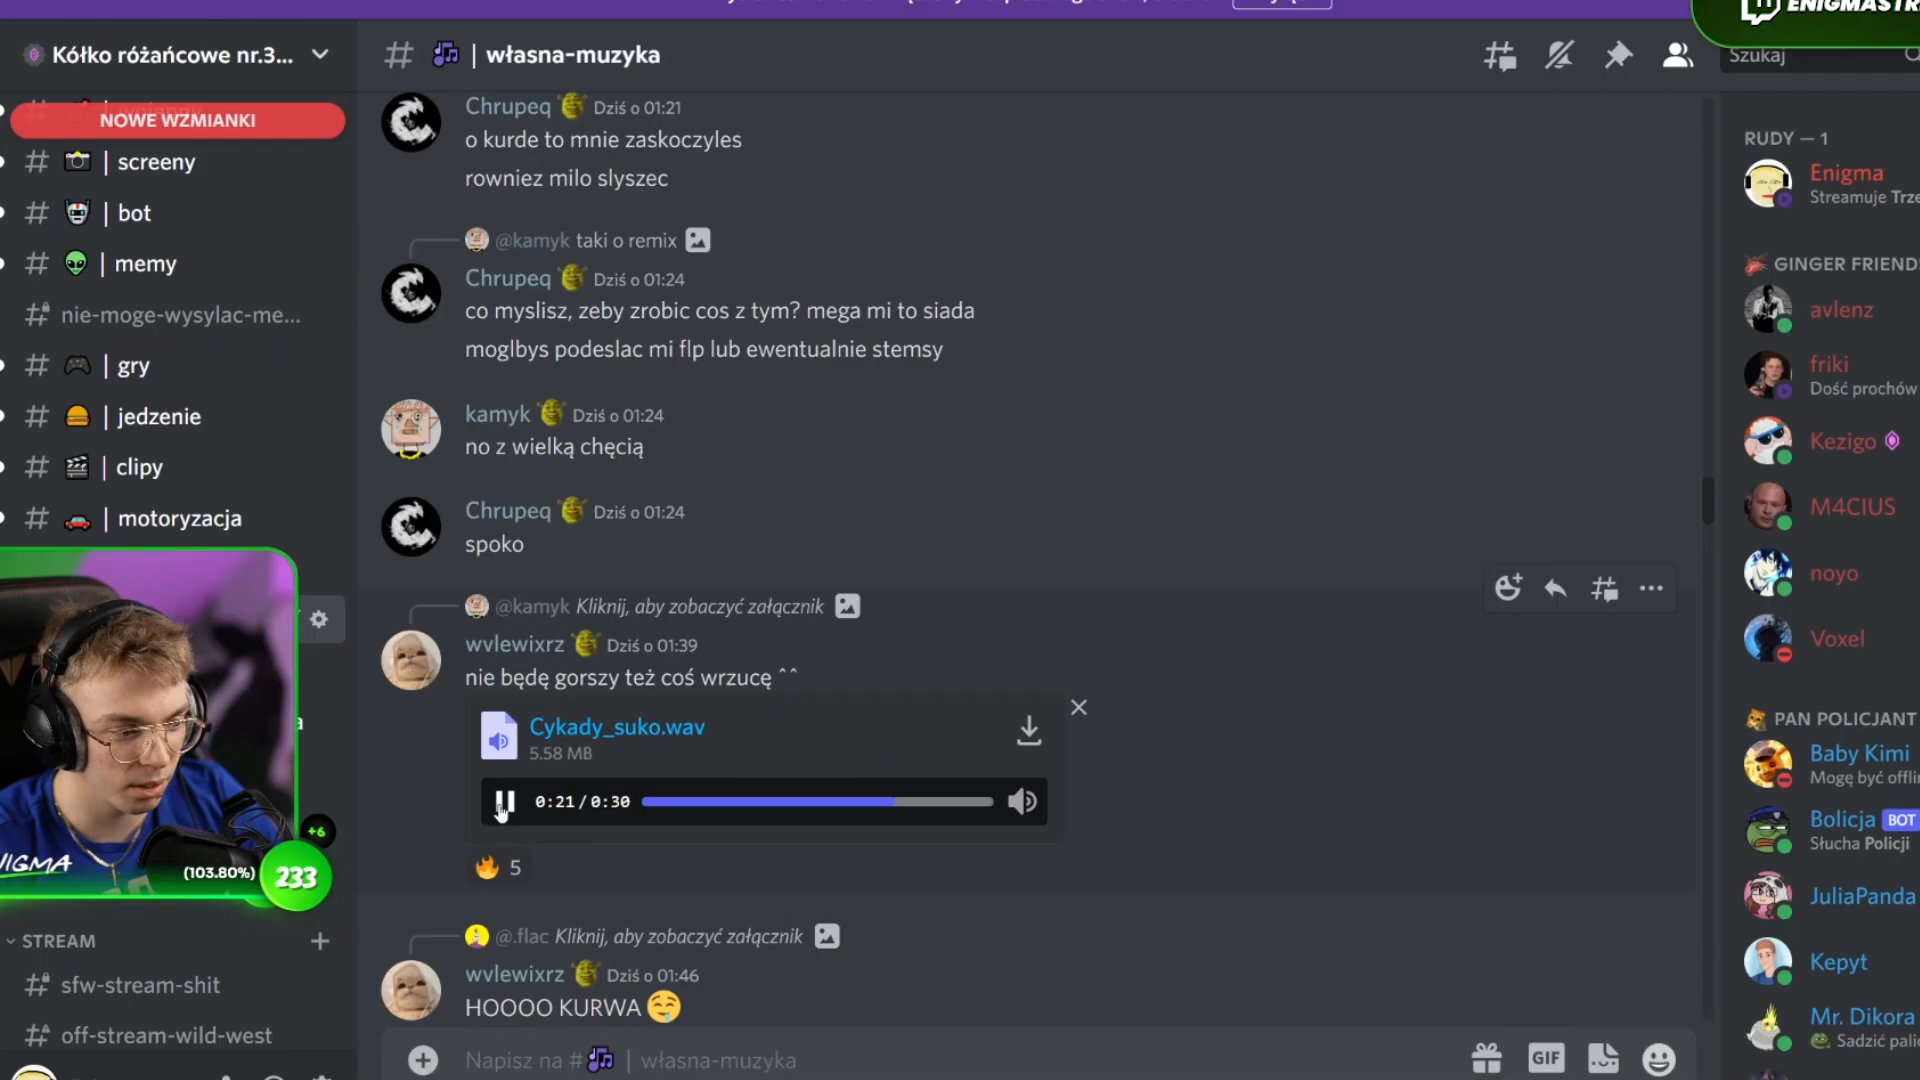 Kółko różańcowe nr.3...
NOWE WZMIANKI
| screeny
| bot
| memy
nie-moge-wysylac-me...
| gry
| jedzenie
| clipy
| motoryzacja
STREAM
sfw-stream-shit
off-stream-wild-west
+6
(103.80%)
233
| własna-muzyka
Chrupeq Dziś o 01:21
o kurde to mnie zaskoczyles
rowniez milo slyszec
@kamyk taki o remix
Chrupeq Dziś o 01:24
co myslisz, zeby zrobic cos z tym? mega mi to siada
moglbys podeslac mi flp lub ewentualnie stemsy
kamyk Dziś o 01:24
no z wielką chęcią
Chrupeq Dziś o 01:24
spoko
@kamyk Kliknij, aby zobaczyć załącznik
wvlewixrz Dziś o 01:39
nie będę gorszy też coś wrzucę ^^
Cykady_suko.wav
5.58 MB
0:21/0:30
5
@.flac Kliknij, aby zobaczyć załącznik
wvlewixrz Dziś o 01:46
HOOOO KURWA
Napisz na # | własna-muzyka
GIF
Szukaj
RUDY — 1
Enigma
Streamuje Trze
GINGER FRIENDS
avlenz
friki
Dość prochów
Kezigo
M4CIUS
noyo
Voxel
PAN POLICJANT
Baby Kimi
Mogę być offli
Bolicja BOT
Słucha Policji
JuliaPanda
Kepyt
Mr. Dikora
Sadzić palic